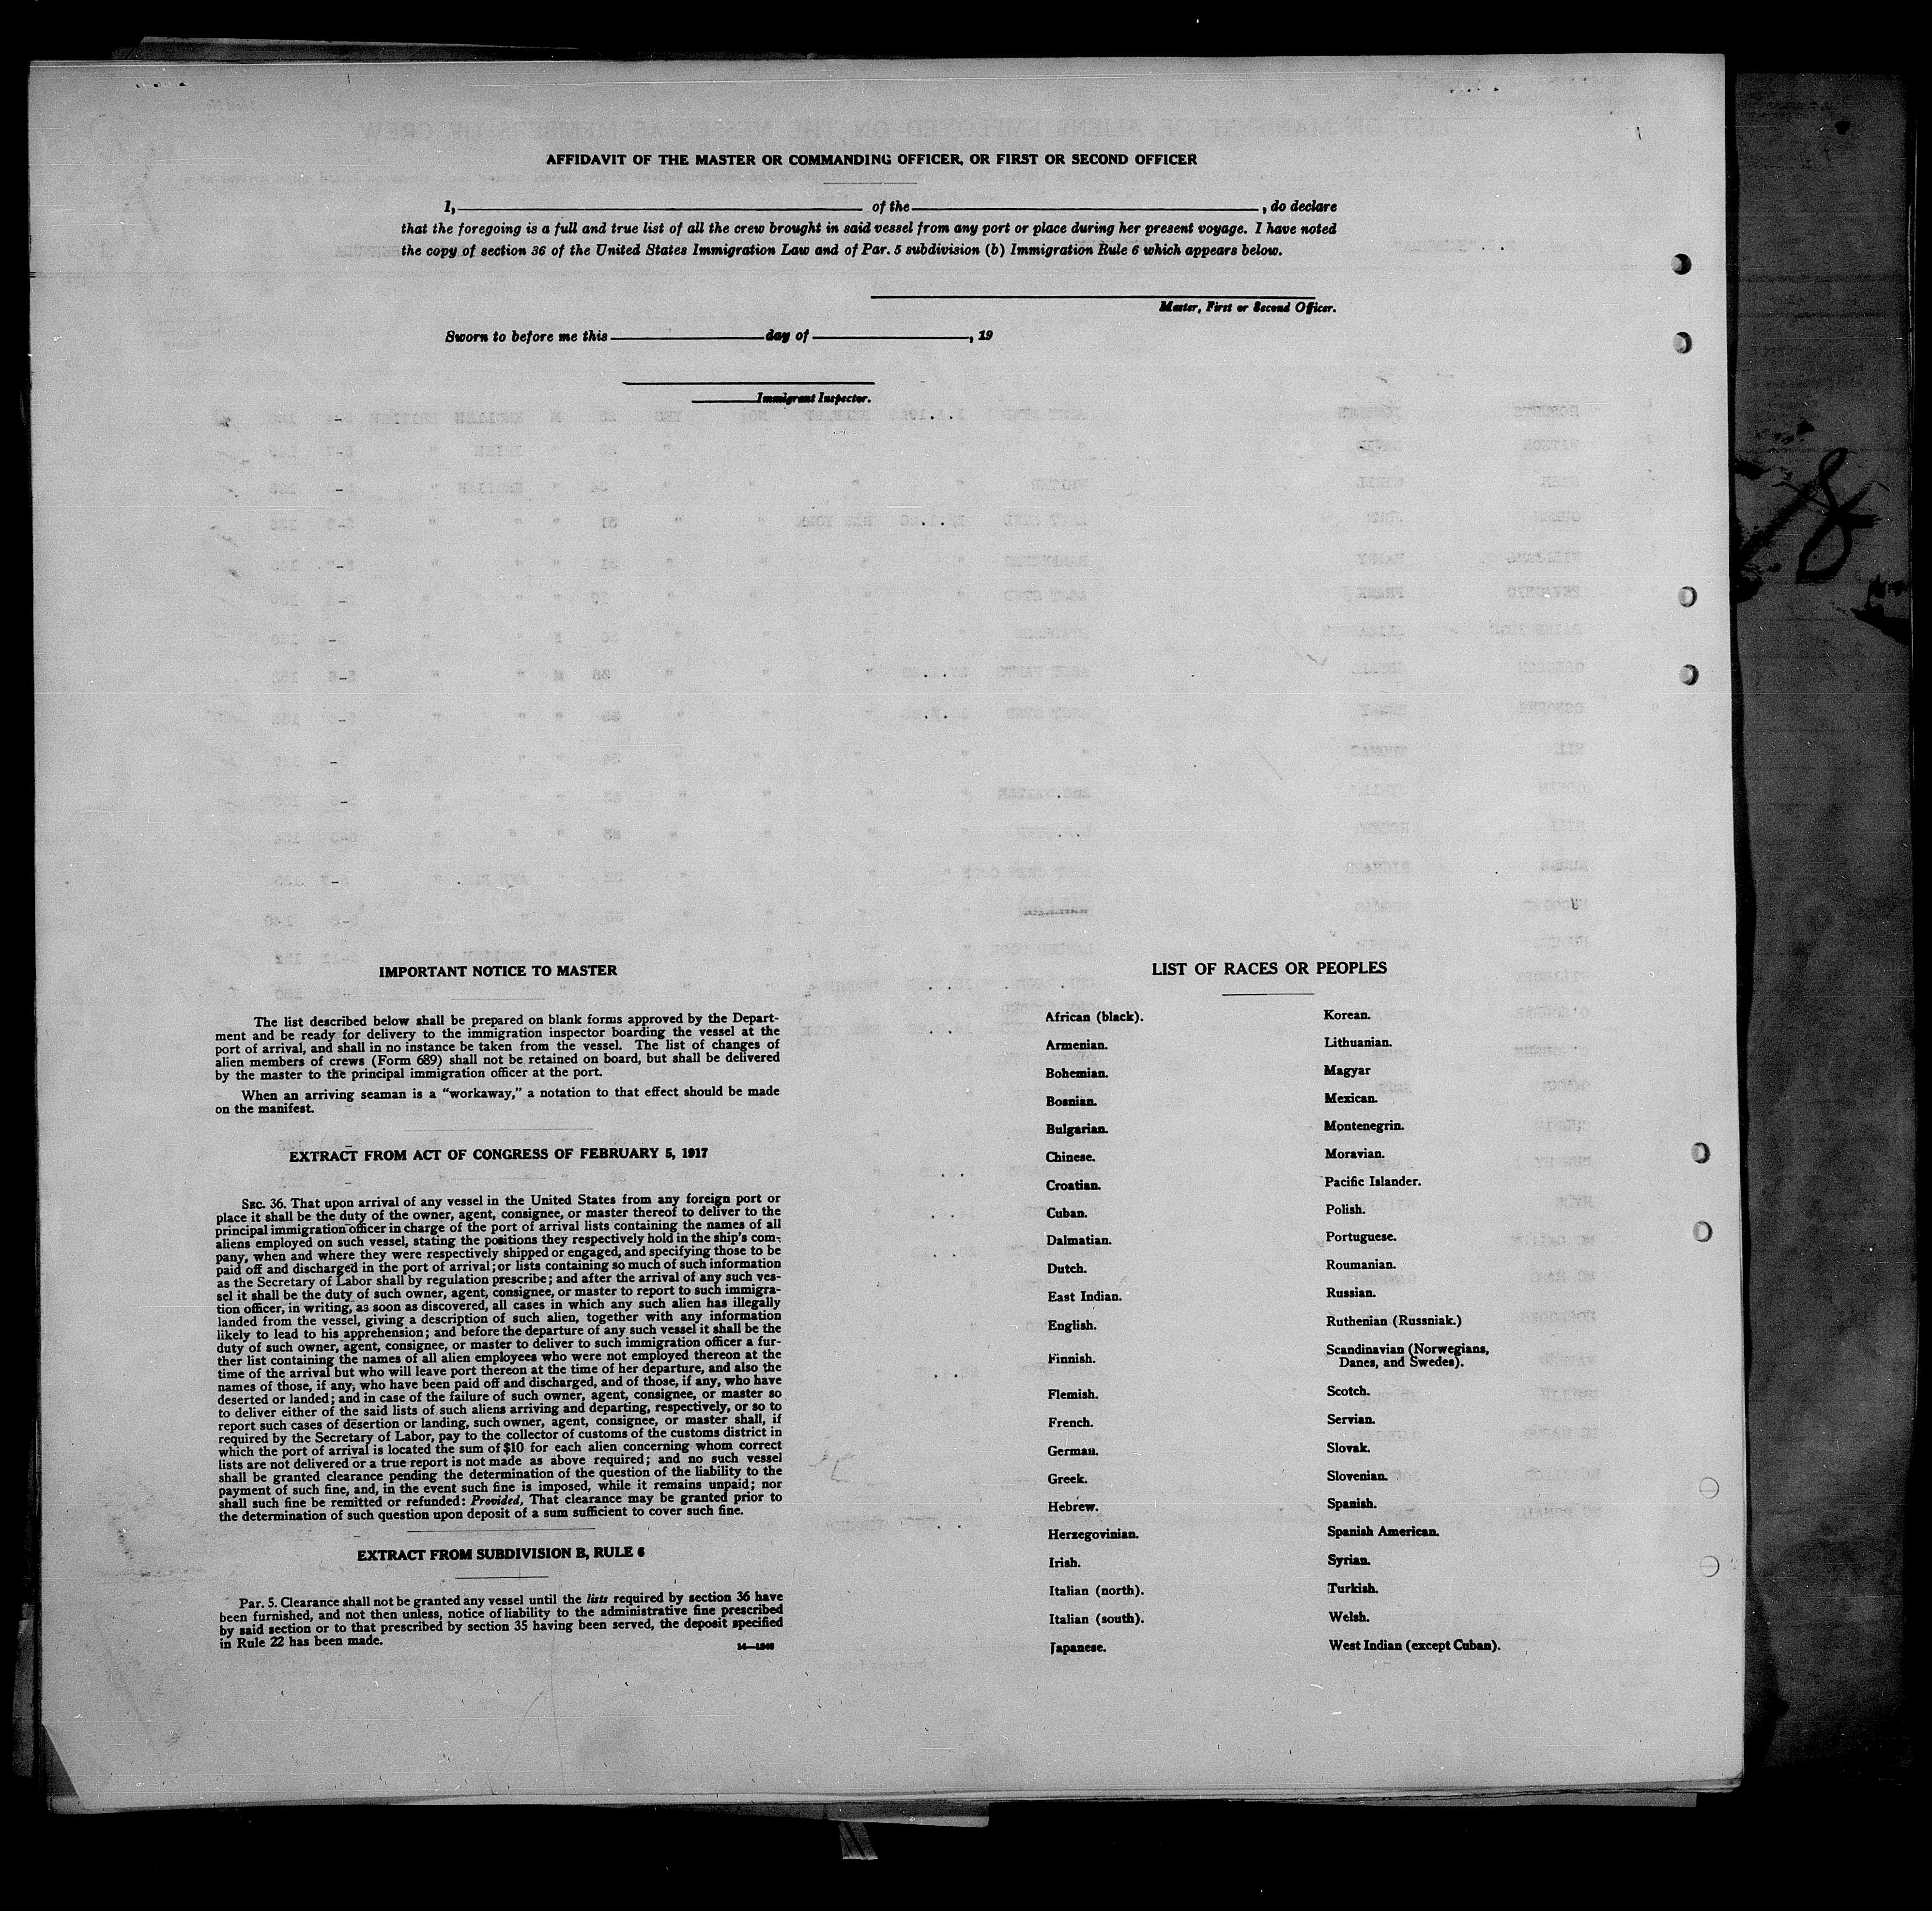 AFFIDAVIT OF THE MASTER OR COMMANDING OFFICER, OR FIRST OR SECOND OFFICER
I, of the , do declare
that the foregoing is a full and true list of all the crew brought in said vessel from any port or place during her present voyage. I have noted
the copy of section 36 of the United States Immigration Law and of Par. 5 subdivision (b) Immigration Rule 6 which appears below.
Master, First or Second Officer.
Sworn to before me this day of , 19
Immigrant Inspector.
IMPORTANT NOTICE TO MASTER
The list described below shall be prepared on blank forms approved by the Depart-
ment and be ready for delivery to the immigration inspector boarding the vessel at the
port of arrival, and shall in no instance be taken from the vessel. The list of changes of
alien members of crews (Form 689) shall not be retained on board, but shall be delivered
by the master to the principal immigration officer at the port.
When an arriving seaman is a "workaway," a notation to that effect should be made
on the manifest.
EXTRACT FROM ACT OF CONGRESS OF FEBRUARY 5, 1917
SEC. 36. That upon arrival of any vessel in the United States from any foreign port or
place it shall be the duty of the owner, agent, consignee, or master thereof to deliver to the
principal immigration officer in charge of the port of arrival lists containing the names of all
aliens employed on such vessel, stating the positions they respectively hold in the ship's com-
pany, when and where they were respectively shipped or engaged, and specifying those to be
paid off and discharged in the port of arrival; or lists containing so much of such information
as the Secretary of Labor shall by regulation prescribe; and after the arrival of any such ves-
sel it shall be the duty of such owner, agent, consignee, or master to report to such immigra-
tion officer, in writing, as soon as discovered, all cases in which any such alien has illegally
landed from the vessel, giving a description of such alien, together with any information
likely to lead to his apprehension; and before the departure of any such vessel it shall be the
duty of such owner, agent, consignee, or master to deliver to such immigration officer a fur-
ther list containing the names of all alien employees who were not employed thereon at the
time of the arrival but who will leave port thereon at the time of her departure, and also the
names of those, if any, who have been paid off and discharged, and of those, if any, who have
deserted or landed; and in case of the failure of such owner, agent, consignee, or master so
to deliver either of the said lists of such aliens arriving and departing, respectively, or so to
report such cases of desertion or landing, such owner, agent, consignee, or master shall, if
required by the Secretary of Labor, pay to the collector of customs of the customs district in
which the port of arrival is located the sum of $10 for each alien concerning whom correct
lists are not delivered or a true report is not made as above required; and no such vessel
shall be granted clearance pending the determination of the question of the liability to the
payment of such fine, and, in the event such fine is imposed, while it remains unpaid; nor
shall such fine be remitted or refunded: Provided, That clearance may be granted prior to
the determination of such question upon deposit of a sum sufficient to cover such fine.
EXTRACT FROM SUBDIVISION B, RULE 6
Par. 5. Clearance shall not be granted any vessel until the lists required by section 36 have
been furnished, and not then unless, notice of liability to the administrative fine prescribed
by said section or to that prescribed by section 35 having been served, the deposit specified
in Rule 22 has been made.
LIST OF RACES OR PEOPLES
African (black).
Armenian.
Bohemian.
Bosnian.
Bulgarian.
Chinese.
Croatian.
Cuban.
Dalmatian.
Dutch.
East Indian.
English.
Finnish.
Flemish.
French.
German.
Greek.
Hebrew.
Herzegovinian.
Irish.
Italian (north).
Italian (south).
Japanese.
Korean.
Lithuanian.
Magyar
Mexican.
Montenegrin.
Moravian.
Pacific Islander.
Polish.
Portuguese.
Roumanian.
Russian.
Ruthenian (Russniak.)
Scandinavian (Norwegians,
Danes, and Swedes).
Scotch.
Servian.
Slovak.
Slovenian.
Spanish.
Spanish American.
Syrian.
Turkish.
Welsh.
West Indian (except Cuban).